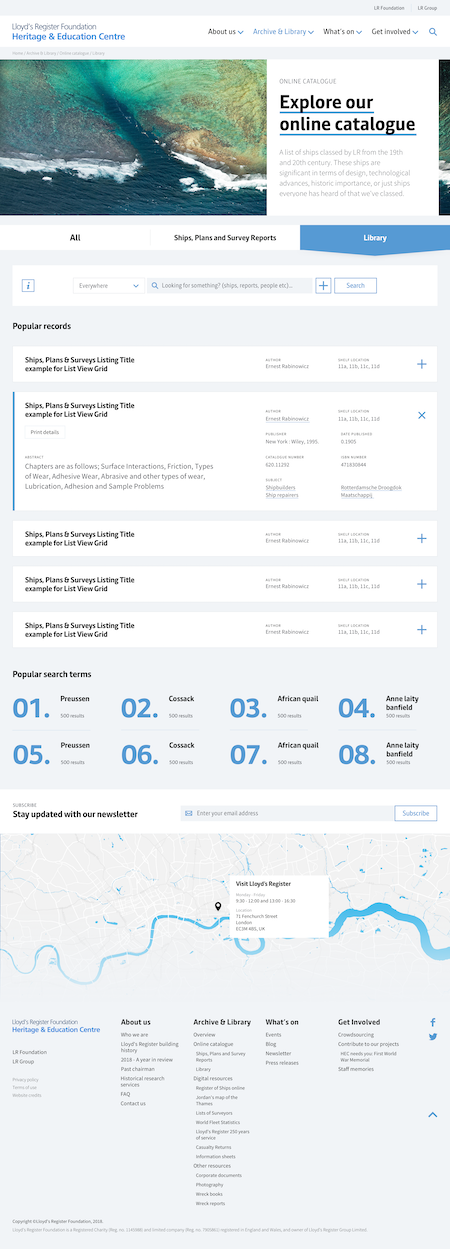 LR Foundation LR Group
Lloyd's Register Foundation
Heritage & Education Centre
About us Archive & Library What's on Get involved
Home / Archive & Library / Online catalogue / Library
ONLINE CATALOGUE
Explore our
online catalogue
A list of ships classed by LR from the 19th
and 20th century. These ships are
significant in terms of design, technological
advances, historic importance, or just ships
everyone has heard of that we've classed.
All Ships, Plans and Survey Reports Library
i Everywhere Looking for something? (ships, reports, people etc)... Search
Popular records
Ships, Plans & Surveys Listing Title
example for List View Grid
AUTHOR SHELF LOCATION
Ernest Rabinowicz 11a, 11b, 11c, 11d
Ships, Plans & Surveys Listing Title
example for List View Grid
Print details
ABSTRACT
Chapters are as follows; Surface Interactions, Friction, Types
of Wear, Adhesive Wear, Abrasive and other types of wear,
Lubrication, Adhesion and Sample Problems
AUTHOR SHELF LOCATION
Ernest Rabinowicz 11a, 11b, 11c, 11d
PUBLISHER DATE PUBLISHED
New York : Wiley, 1995. 0.1905
CATALOGUE NUMBER ISBN NUMBER
620.11292 471830844
SUBJECT
Shipbuilders Rotterdamsche Droogdok
Ship repairers Maatschappij
Ships, Plans & Surveys Listing Title
example for List View Grid
AUTHOR SHELF LOCATION
Ernest Rabinowicz 11a, 11b, 11c, 11d
Ships, Plans & Surveys Listing Title
example for List View Grid
AUTHOR SHELF LOCATION
Ernest Rabinowicz 11a, 11b, 11c, 11d
Ships, Plans & Surveys Listing Title
example for List View Grid
AUTHOR SHELF LOCATION
Ernest Rabinowicz 11a, 11b, 11c, 11d
Popular search terms
01. Preussen
500 results
02. Cossack
500 results
03. African quail
500 results
04. Anne laity
banfield
500 results
05. Preussen
500 results
06. Cossack
500 results
07. African quail
500 results
08. Anne laity
banfield
500 results
SUBSCRIBE
Stay updated with our newsletter
Enter your email address Subscribe
Visit Lloyd's Register
Monday - Friday
9:30 - 12:00 and 13:00 - 16:30
Location
71 Fenchurch Street
London
EC3M 4BS, UK
Lloyd's Register Foundation
Heritage & Education Centre
LR Foundation
LR Group
Privacy policy
Terms of use
Website credits
About us
Who we are
Lloyd's Register building
history
2018 - A year in review
Past chairman
Historical research
services
FAQ
Contact us
Archive & Library
Overview
Online catalogue
Ships, Plans and Survey
Reports
Library
Digital resources
Register of Ships online
Jordan's map of the
Thames
Lists of Surveyors
World Fleet Statistics
Lloyd's Register 250 years
of service
Casualty Returns
Information sheets
Other resources
Corporate documents
Photography
Wreck books
Wreck reports
What's on
Events
Blog
Newsletter
Press releases
Get Involved
Crowdsourcing
Contribute to our projects
HEC needs you: First World
War Memorial
Staff memories
Copyright ©Lloyd's Register Foundation, 2018.
Lloyd's Register Foundation is a Registered Charity (Reg. no. 1145988) and limited company (Reg. no. 7905861) registered in England and Wales, and owner of Lloyd's Register Group Limited.